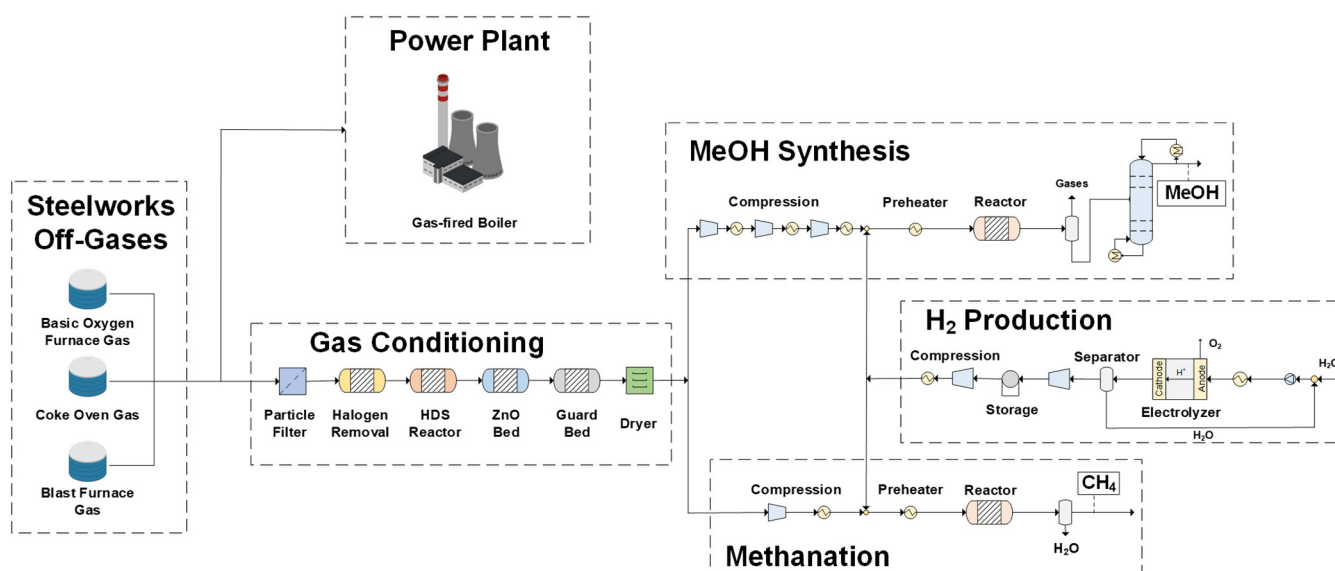 Power Plant
Gas-fired Boiler
Steelworks
Off-Gases
Basic Oxygen
Furnace Gas
Coke Oven Gas
Blast Furnace
Gas
Gas Conditioning
Particle
Filter
Halogen
Removal
HDS
Reactor
ZnO
Bed
Guard
Bed
Dryer
MeOH Synthesis
Compression
Preheater
Reactor
Gases
M
MeOH
M
H₂ Production
Compression
Storage
Separator
Cathode
H⁺
Anode
O₂
Electrolyzer
H₂O
H₂O
Compression
Preheater
Reactor
CH₄
H₂O
Methanation